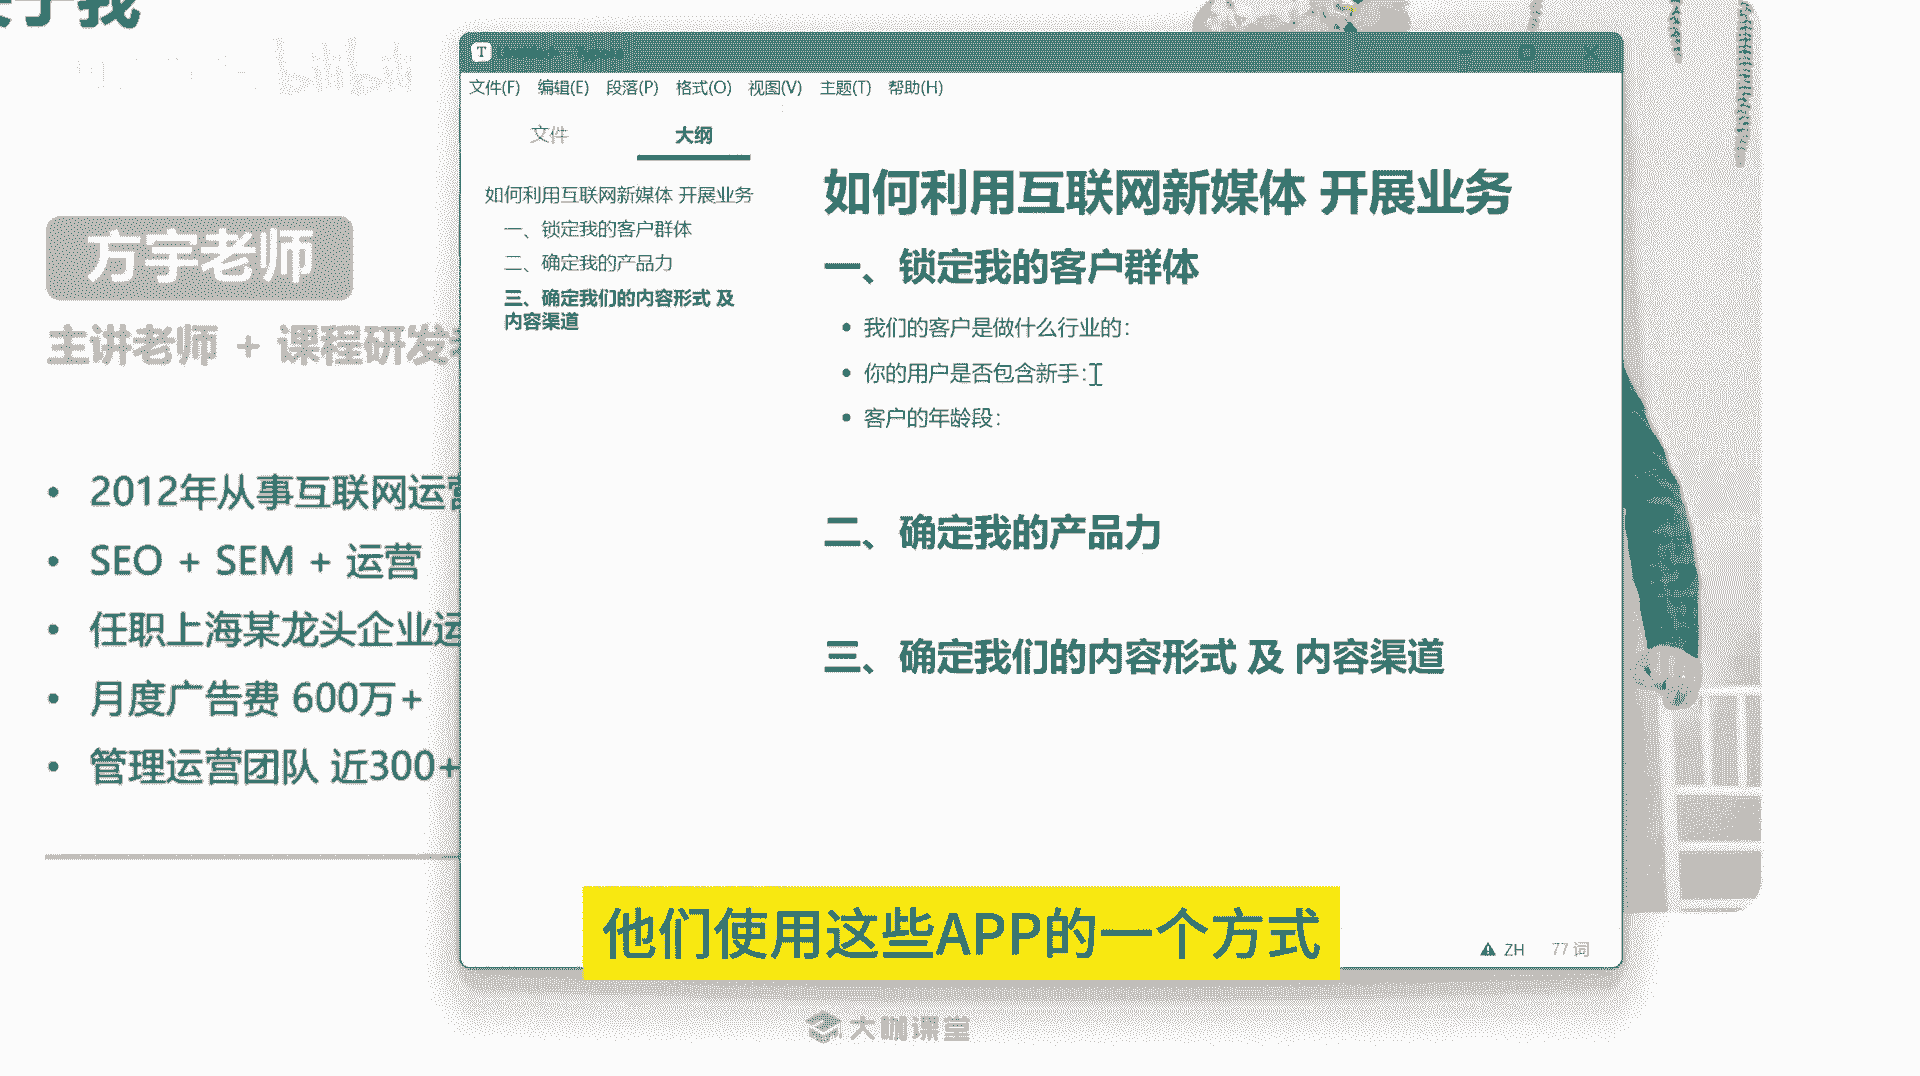 于我
bilibili
方宇老师
主讲老师 + 课程研发
2012年从事互联网运营
SEO + SEM + 运营
任职上海某龙头企业运
月度广告费 600万+
管理运营团队 近300+
文件(F) 编辑(E) 段落(P) 格式(O) 视图(V) 主题(T) 帮助(H)
文件 大纲
如何利用互联网新媒体 开展业务
一、锁定我的客户群体
二、确定我的产品力
三、确定我们的内容形式 及
内容渠道
如何利用互联网新媒体 开展业务
一、锁定我的客户群体
我们的客户是做什么行业的：
你的用户是否包含新手：
客户的年龄段：
二、确定我的产品力
三、确定我们的内容形式 及 内容渠道
ZH 77 词
他们使用这些APP的一个方式
大咖课堂